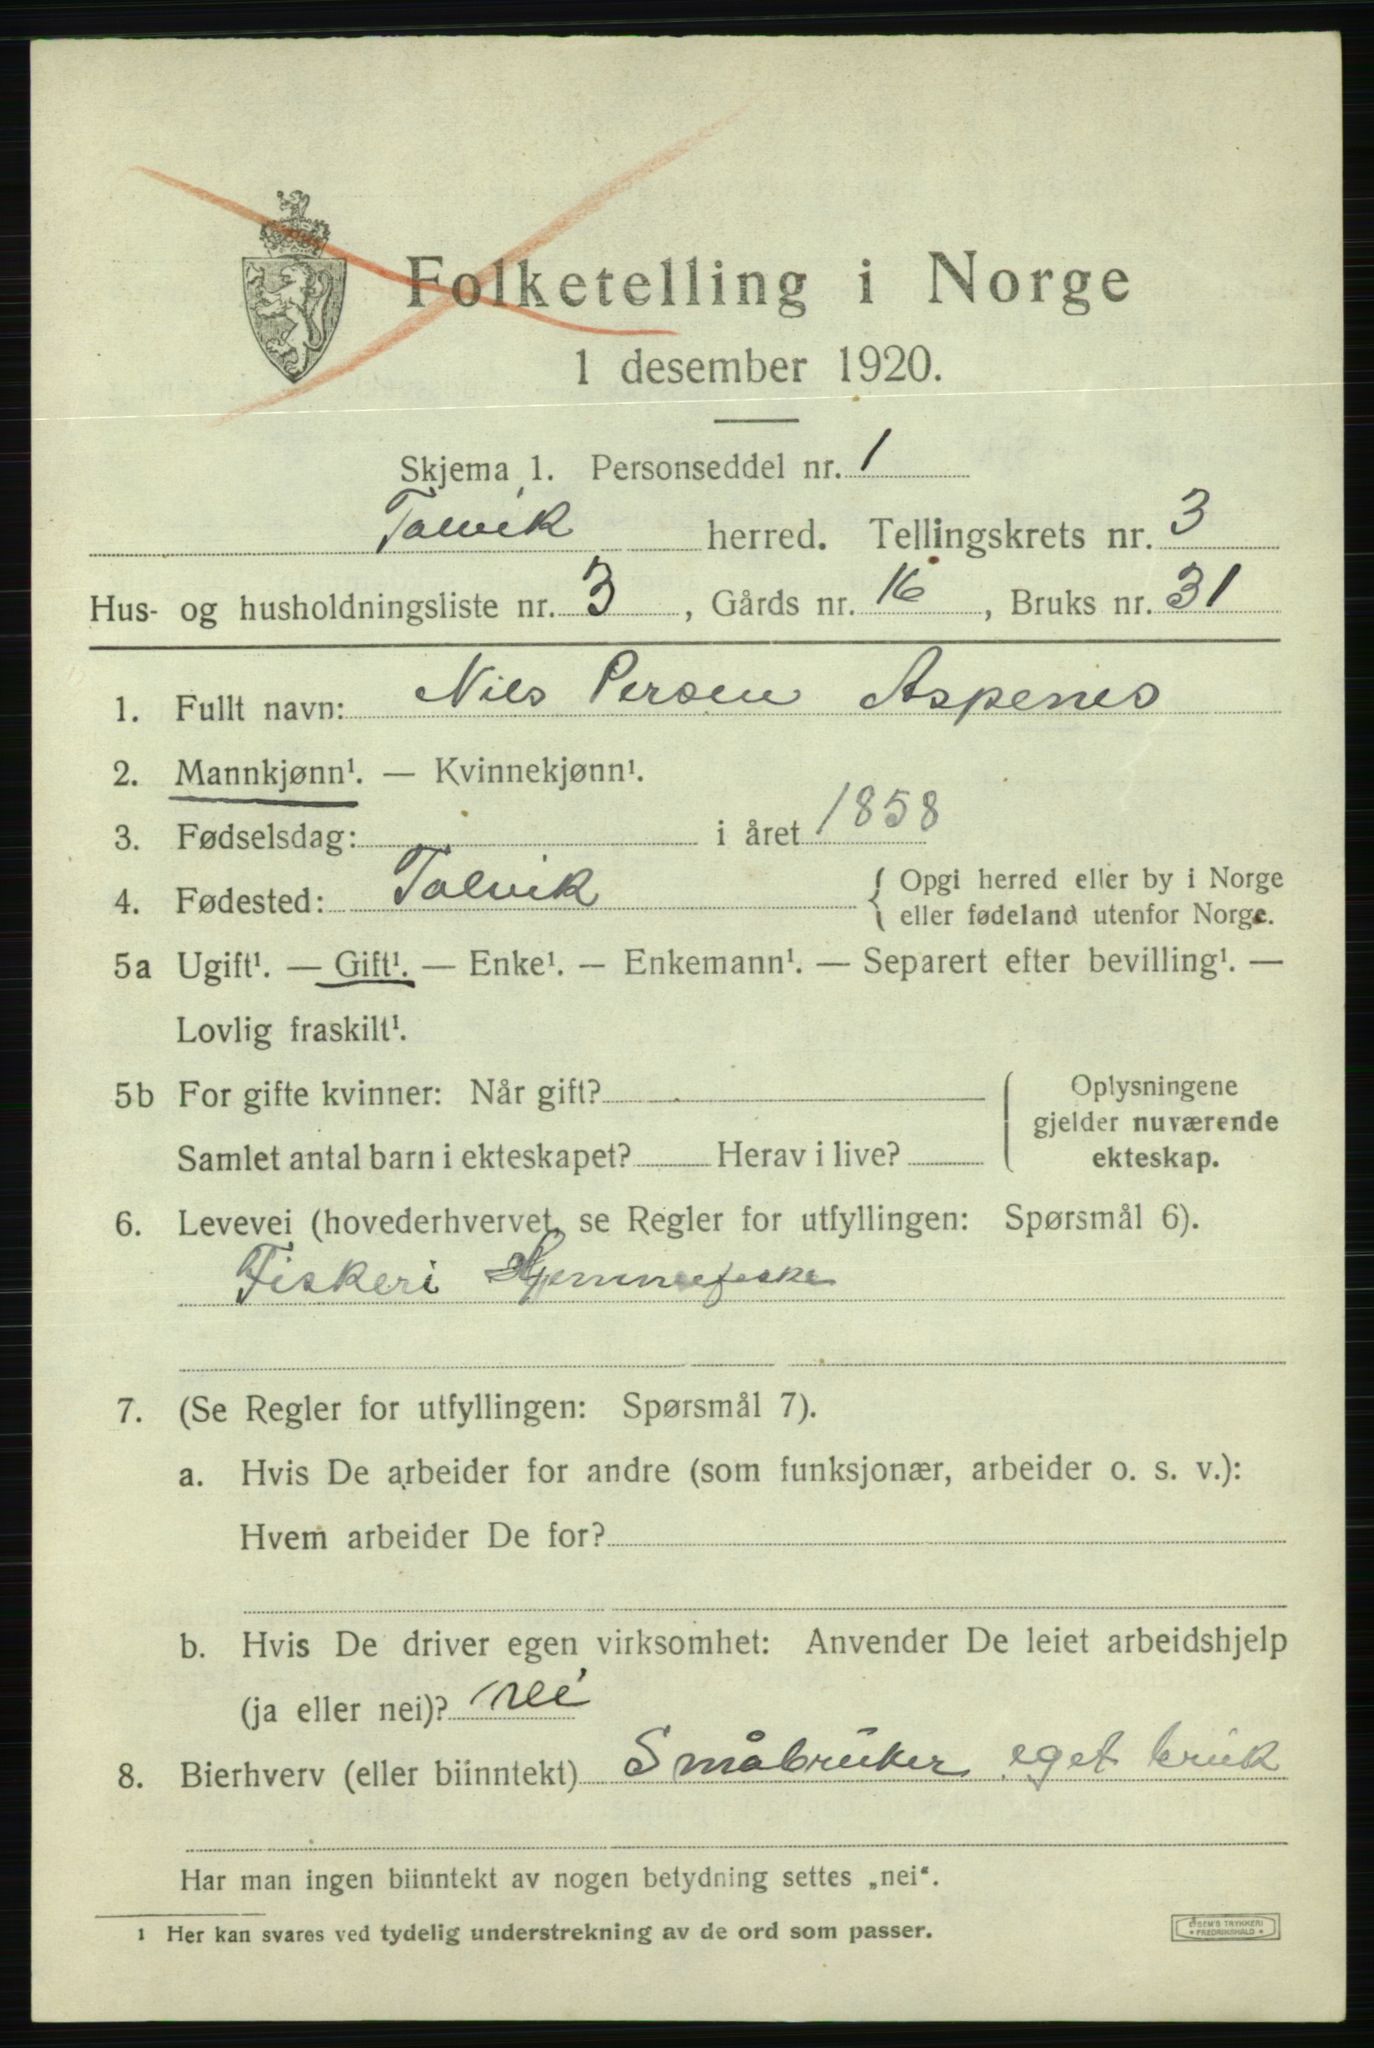 Folketelling i Norge
1 desember 1920.
Skjema 1. Personseddel nr. 1
Talvik herred. Tellingskrets nr. 3
Hus- og husholdningsliste nr. 3, Gårds nr. 16, Bruks nr. 31
1. Fullt navn: Nils Persen Aspenes
2. Mannkjønn¹. — Kvinnekjønn¹.
3. Fødselsdag: i året 1858
4. Fødested: Talvik { Opgi herred eller by i Norge
eller fødeland utenfor Norge.
5a Ugift¹. — Gift¹. — Enke¹. — Enkemann¹. — Separert efter bevilling¹. —
Lovlig fraskilt¹.
5b For gifte kvinner: Når gift?
Samlet antal barn i ekteskapet? Herav i live?
Oplysningene
gjelder nuværende
ekteskap.
6. Levevei (hovederhvervet, se Regler for utfyllingen: Spørsmål 6).
Fiskeri Hjemmefiske
7. (Se Regler for utfyllingen: Spørsmål 7).
a. Hvis De arbeider for andre (som funksjonær, arbeider o. s. v.):
Hvem arbeider De for?
b. Hvis De driver egen virksomhet: Anvender De leiet arbeidshjelp
(ja eller nei)? nei
8. Bierhverv (eller biinntekt) Småbruker eget bruk
Har man ingen biinntekt av nogen betydning settes „nei“.
¹ Her kan svares ved tydelig understrekning av de ord som passer.
FREDRIKSHALD